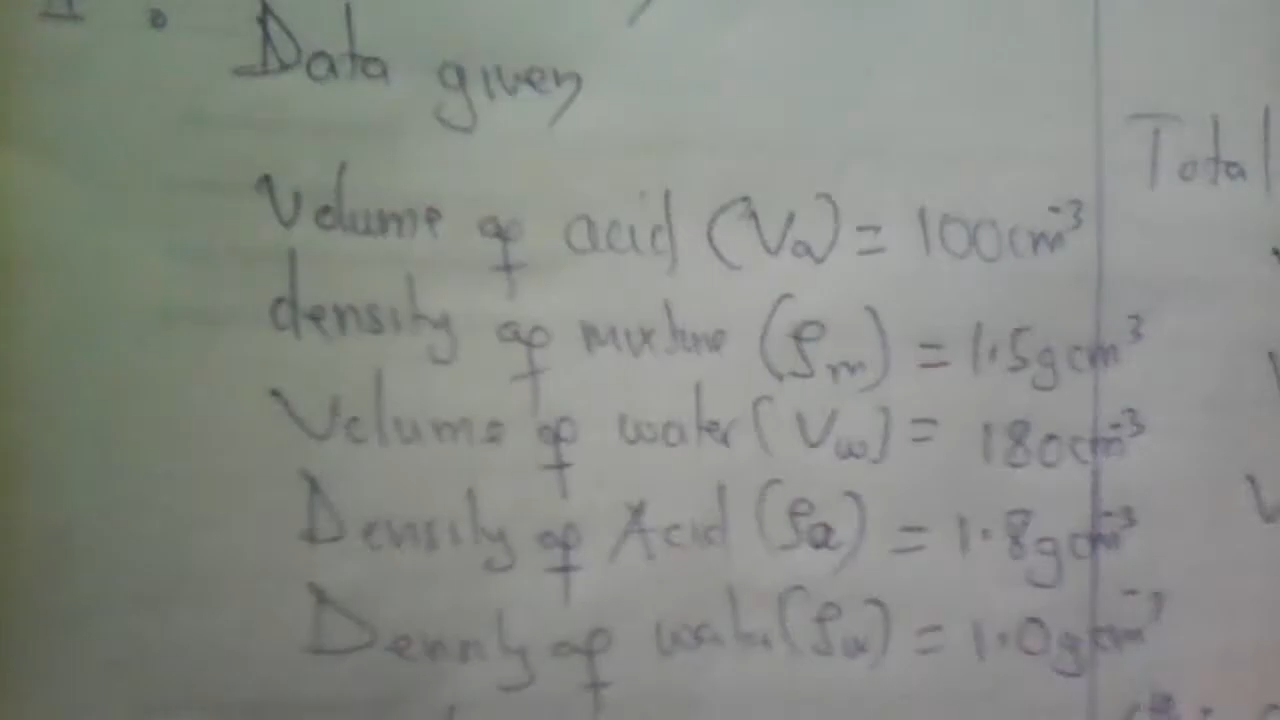 Data given
Total
Volume of acid (Va) = 100cm⁻³
density of mixture (ρm) = 1.5gcm³
Volume of water (Vw) = 180cm⁻³
Density of Acid (ρa) = 1.8gcm⁻³
Density of water (ρw) = 1.0gcm⁻³